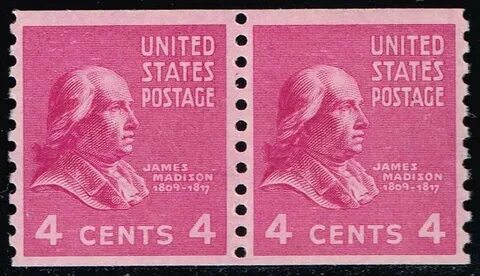 UNITED
STATES
POSTAGE
JAMES
MADISON
1809-1817
4 CENTS 4
UNITED
STATES
POSTAGE
JAMES
MADISON
1809-1817
4 CENTS 4